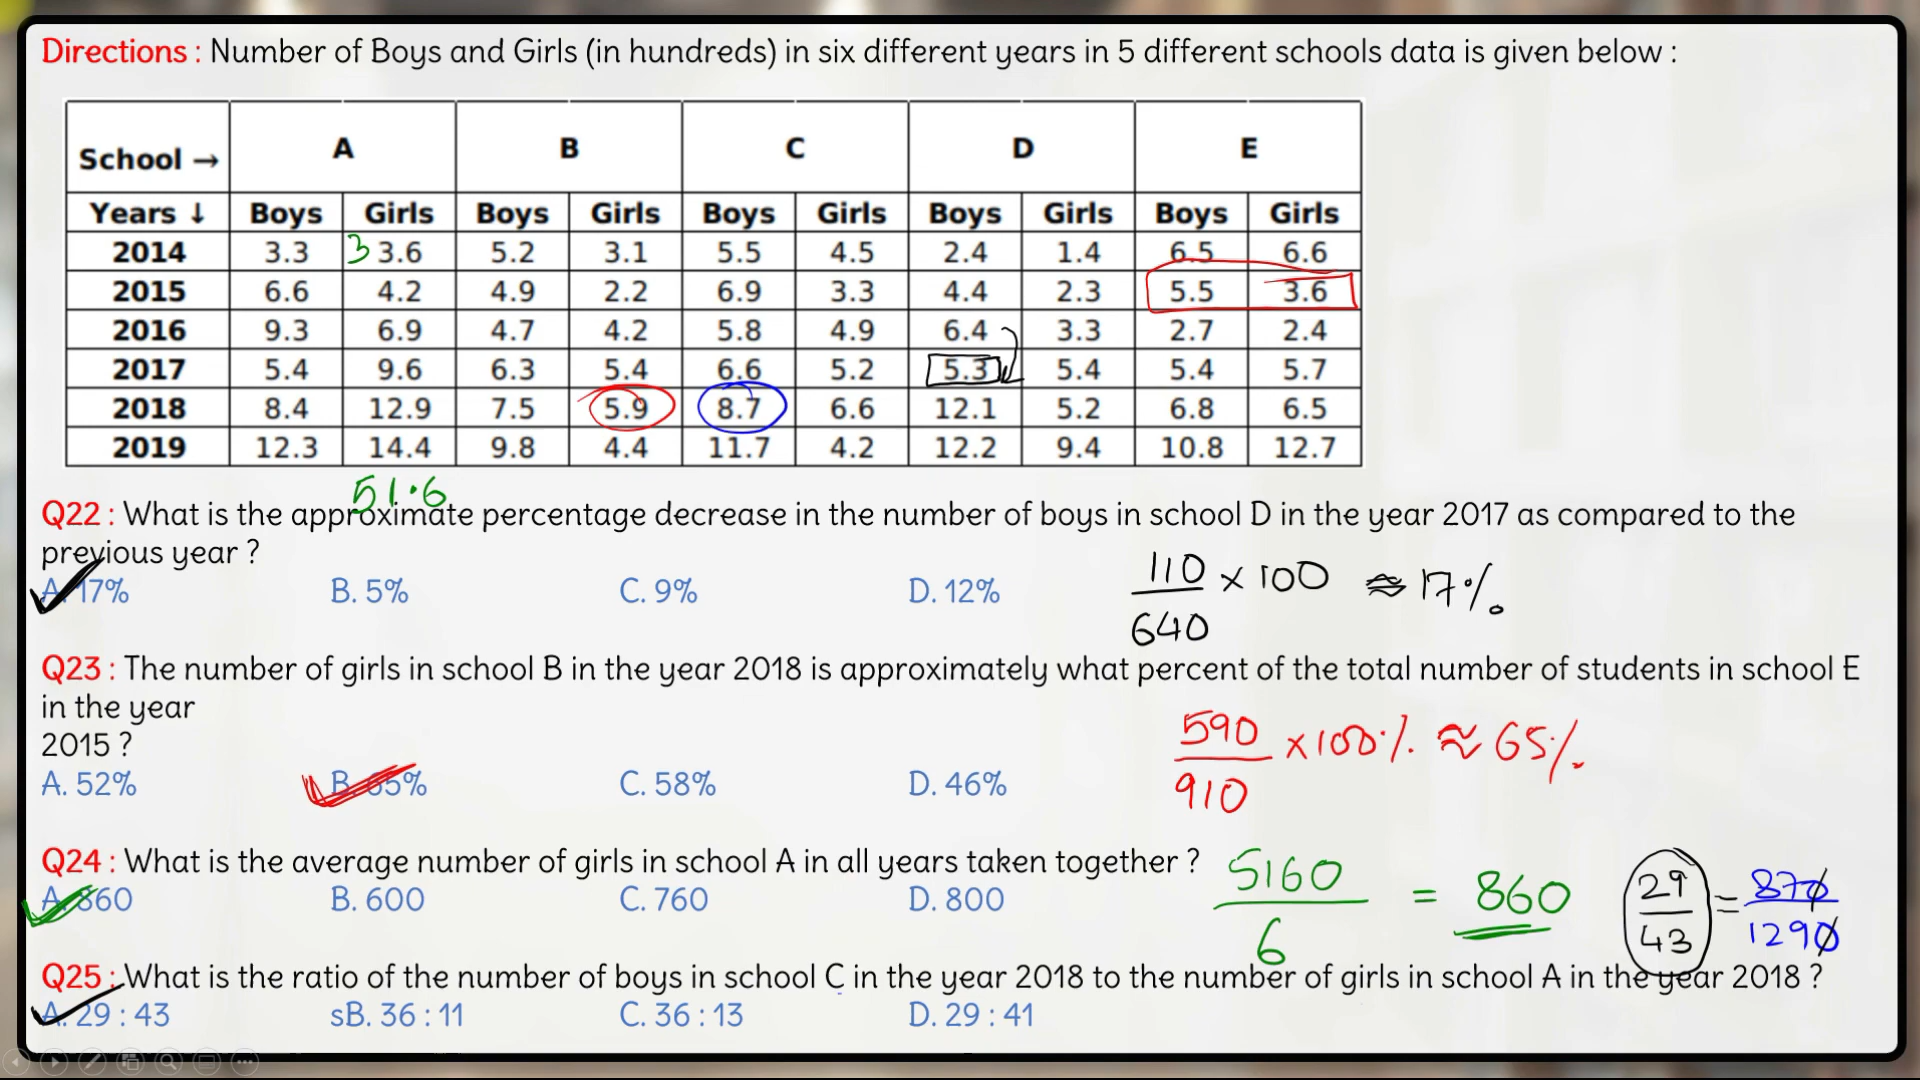 Directions : Number of Boys and Girls (in hundreds) in six different years in 5 different schools data is given below :
School → A B C D E
Years ↓ Boys Girls Boys Girls Boys Girls Boys Girls Boys Girls
2014 3.3 3 3.6 5.2 3.1 5.5 4.5 2.4 1.4 6.5 6.6
2015 6.6 4.2 4.9 2.2 6.9 3.3 4.4 2.3 5.5 3.6
2016 9.3 6.9 4.7 4.2 5.8 4.9 6.4 3.3 2.7 2.4
2017 5.4 9.6 6.3 5.4 6.6 5.2 5.3 5.4 5.4 5.7
2018 8.4 12.9 7.5 5.9 8.7 6.6 12.1 5.2 6.8 6.5
2019 12.3 14.4 9.8 4.4 11.7 4.2 12.2 9.4 10.8 12.7
51.6
Q22 : What is the approximate percentage decrease in the number of boys in school D in the year 2017 as compared to the
previous year ?
A. 17% B. 5% C. 9% D. 12%
110/640 × 100 ≈ 17%
Q23 : The number of girls in school B in the year 2018 is approximately what percent of the total number of students in school E
in the year
2015 ?
590/910 ×100% ≈ 65%
A. 52% B. 65% C. 58% D. 46%
Q24 : What is the average number of girls in school A in all years taken together ?
5160/6 = 860
29/43 = 870/1290
A. 860 B. 600 C. 760 D. 800
Q25 : What is the ratio of the number of boys in school C in the year 2018 to the number of girls in school A in the year 2018 ?
A. 29 : 43 sB. 36 : 11 C. 36 : 13 D. 29 : 41